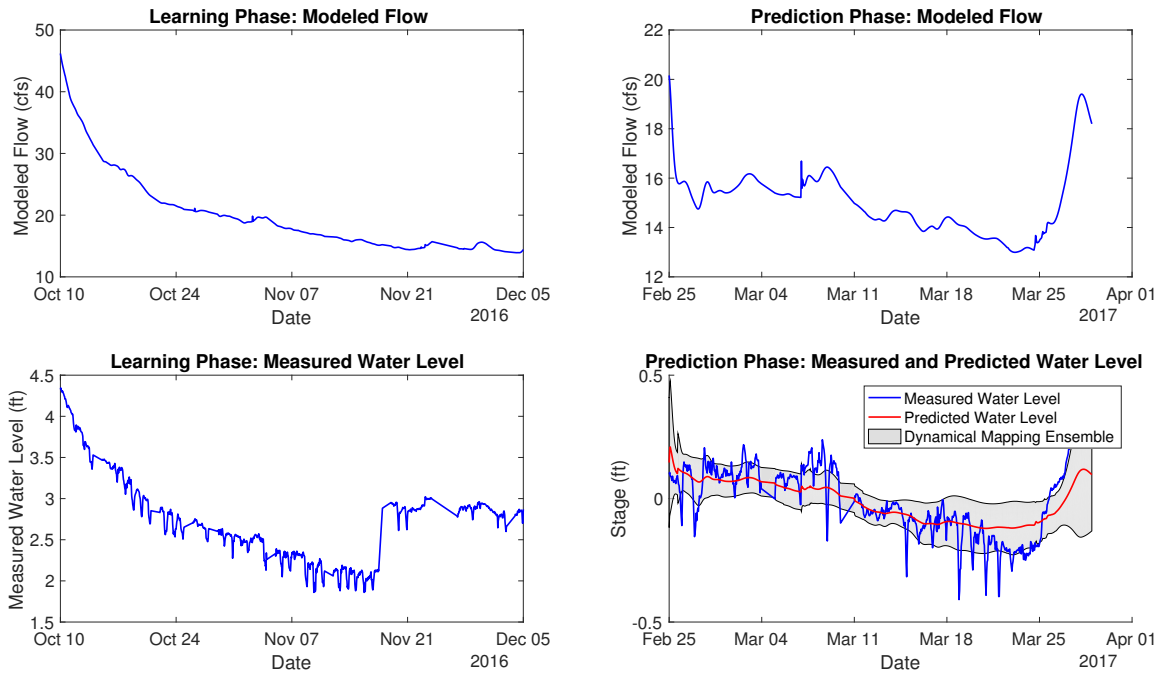 Learning Phase: Modeled Flow
50
40
30
20
10
Modeled Flow (cfs)
Oct 10
Oct 24
Nov 07
Nov 21
Dec 05
Date
2016
Prediction Phase: Modeled Flow
22
20
18
16
14
12
Modeled Flow (cfs)
Feb 25
Mar 04
Mar 11
Mar 18
Mar 25
Apr 01
Date
2017
Learning Phase: Measured Water Level
4.5
4
3.5
3
2.5
2
1.5
Measured Water Level (ft)
Oct 10
Oct 24
Nov 07
Nov 21
Dec 05
Date
2016
Prediction Phase: Measured and Predicted Water Level
0.5
0
-0.5
Stage (ft)
Measured Water Level
Predicted Water Level
Dynamical Mapping Ensemble
Feb 25
Mar 04
Mar 11
Mar 18
Mar 25
Apr 01
Date
2017